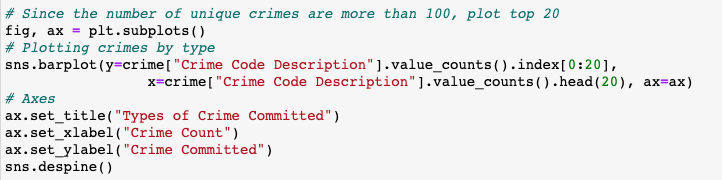 # Since the number of unique crimes are more than 100, plot top 20
fig, ax = plt.subplots()
# Plotting crimes by type
sns.barplot(y=crime["Crime Code Description"].value_counts().index[0:20],
            x=crime["Crime Code Description"].value_counts().head(20), ax=ax)
# Axes
ax.set_title("Types of Crime Committed")
ax.set_xlabel("Crime Count")
ax.set_ylabel("Crime Committed")
sns.despine()